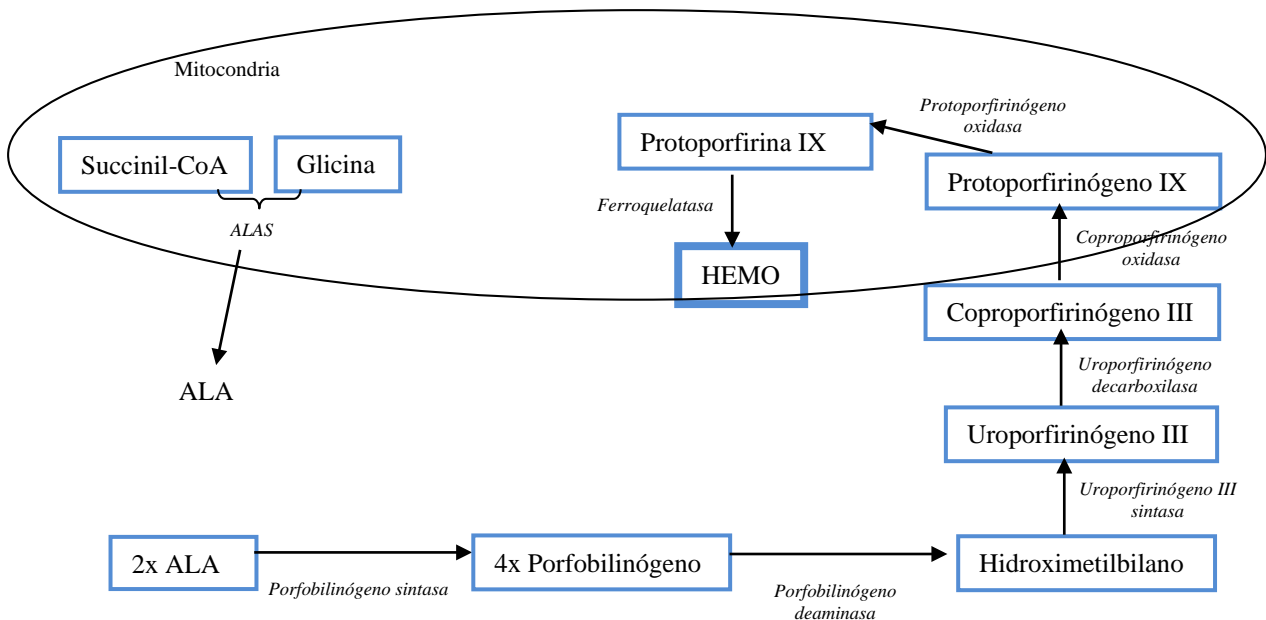 Mitocondria
Succinil-CoA
Glicina
ALAS
ALA
2x ALA
Porfobilinógeno sintasa
4x Porfobilinógeno
Porfobilinógeno
deaminasa
Hidroximetilbilano
Uroporfirinógeno III
sintasa
Uroporfirinógeno III
Uroporfirinógeno
decarboxilasa
Coproporfirinógeno III
Coproporfirinógeno
oxidasa
Protoporfirinógeno IX
Protoporfirinógeno
oxidasa
Protoporfirina IX
Ferroquelatasa
HEMO